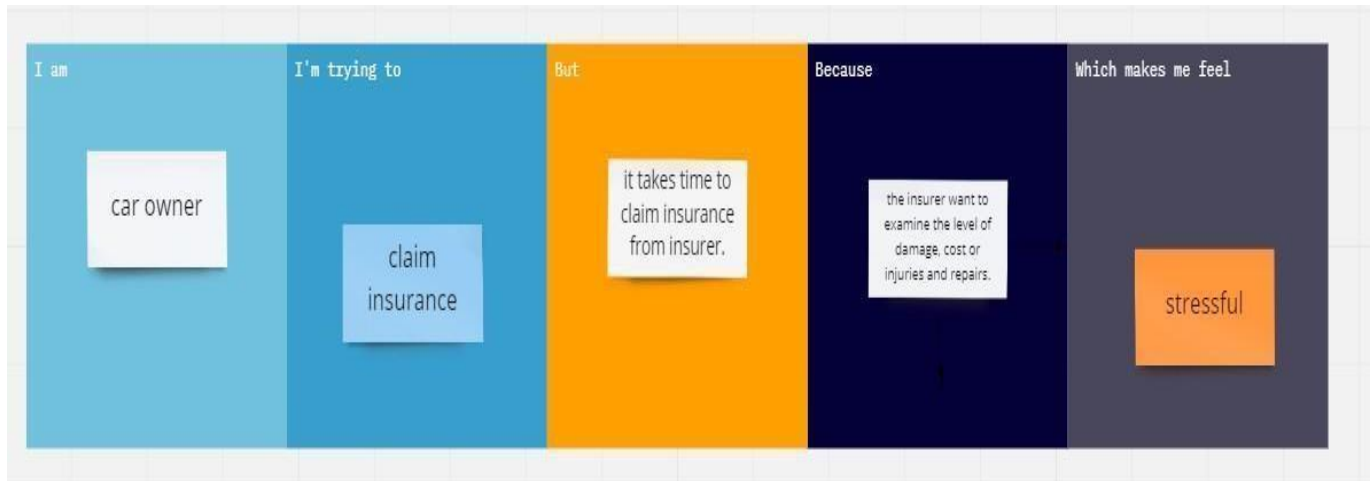 I am
car owner
I'm trying to
claim
insurance
But
it takes time to
claim insurance
from insurer.
Because
the insurer want to
examine the level of
damage, cost or
injuries and repairs.
Which makes me feel
stressful